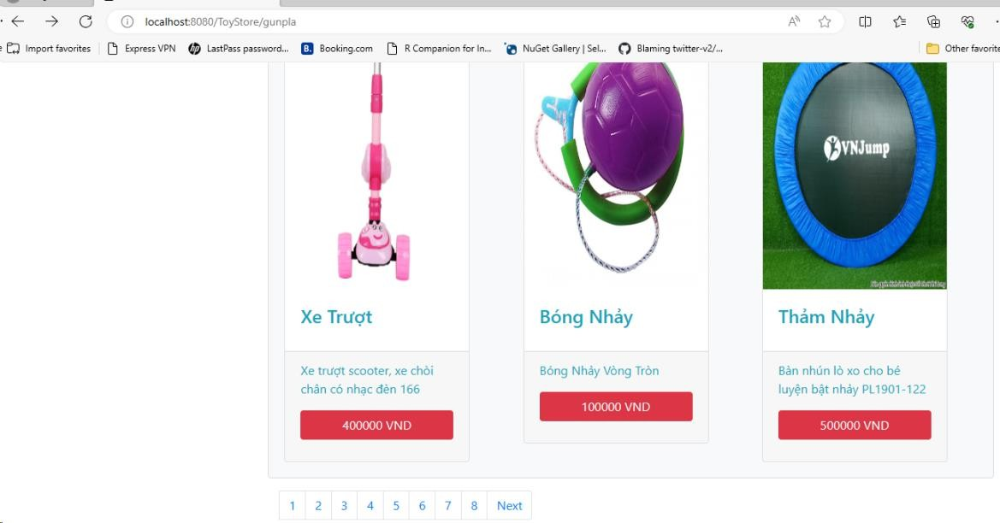 localhost:8080/ToyStore/gunpla
Import favorites
Express VPN
LastPass password...
Booking.com
R Companion for In...
NuGet Gallery | Sel...
Blaming twitter-v2/...
Other favorite
VNJump
Xe Trượt
Bóng Nhảy
Thảm Nhảy
Xe trượt scooter, xe chòi
chân có nhạc đèn 166
400000 VND
Bóng Nhảy Vòng Tròn
100000 VND
Bàn nhún lò xo cho bé
luyện bật nhảy PL1901-122
500000 VND
1 2 3 4 5 6 7 8 Next